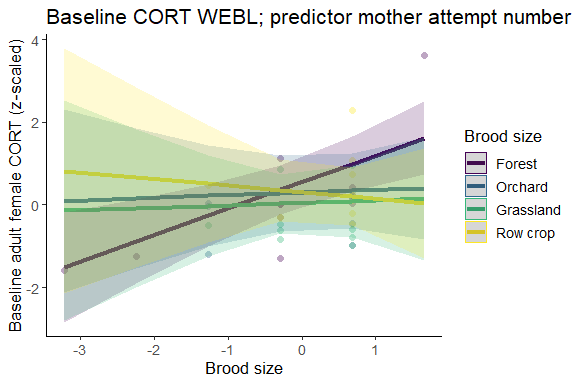 Baseline CORT WEBL; predictor mother attempt number
Baseline adult female CORT (z-scaled)
4
2
0
-2
-3
-2
-1
0
1
Brood size
Brood size
Forest
Orchard
Grassland
Row crop